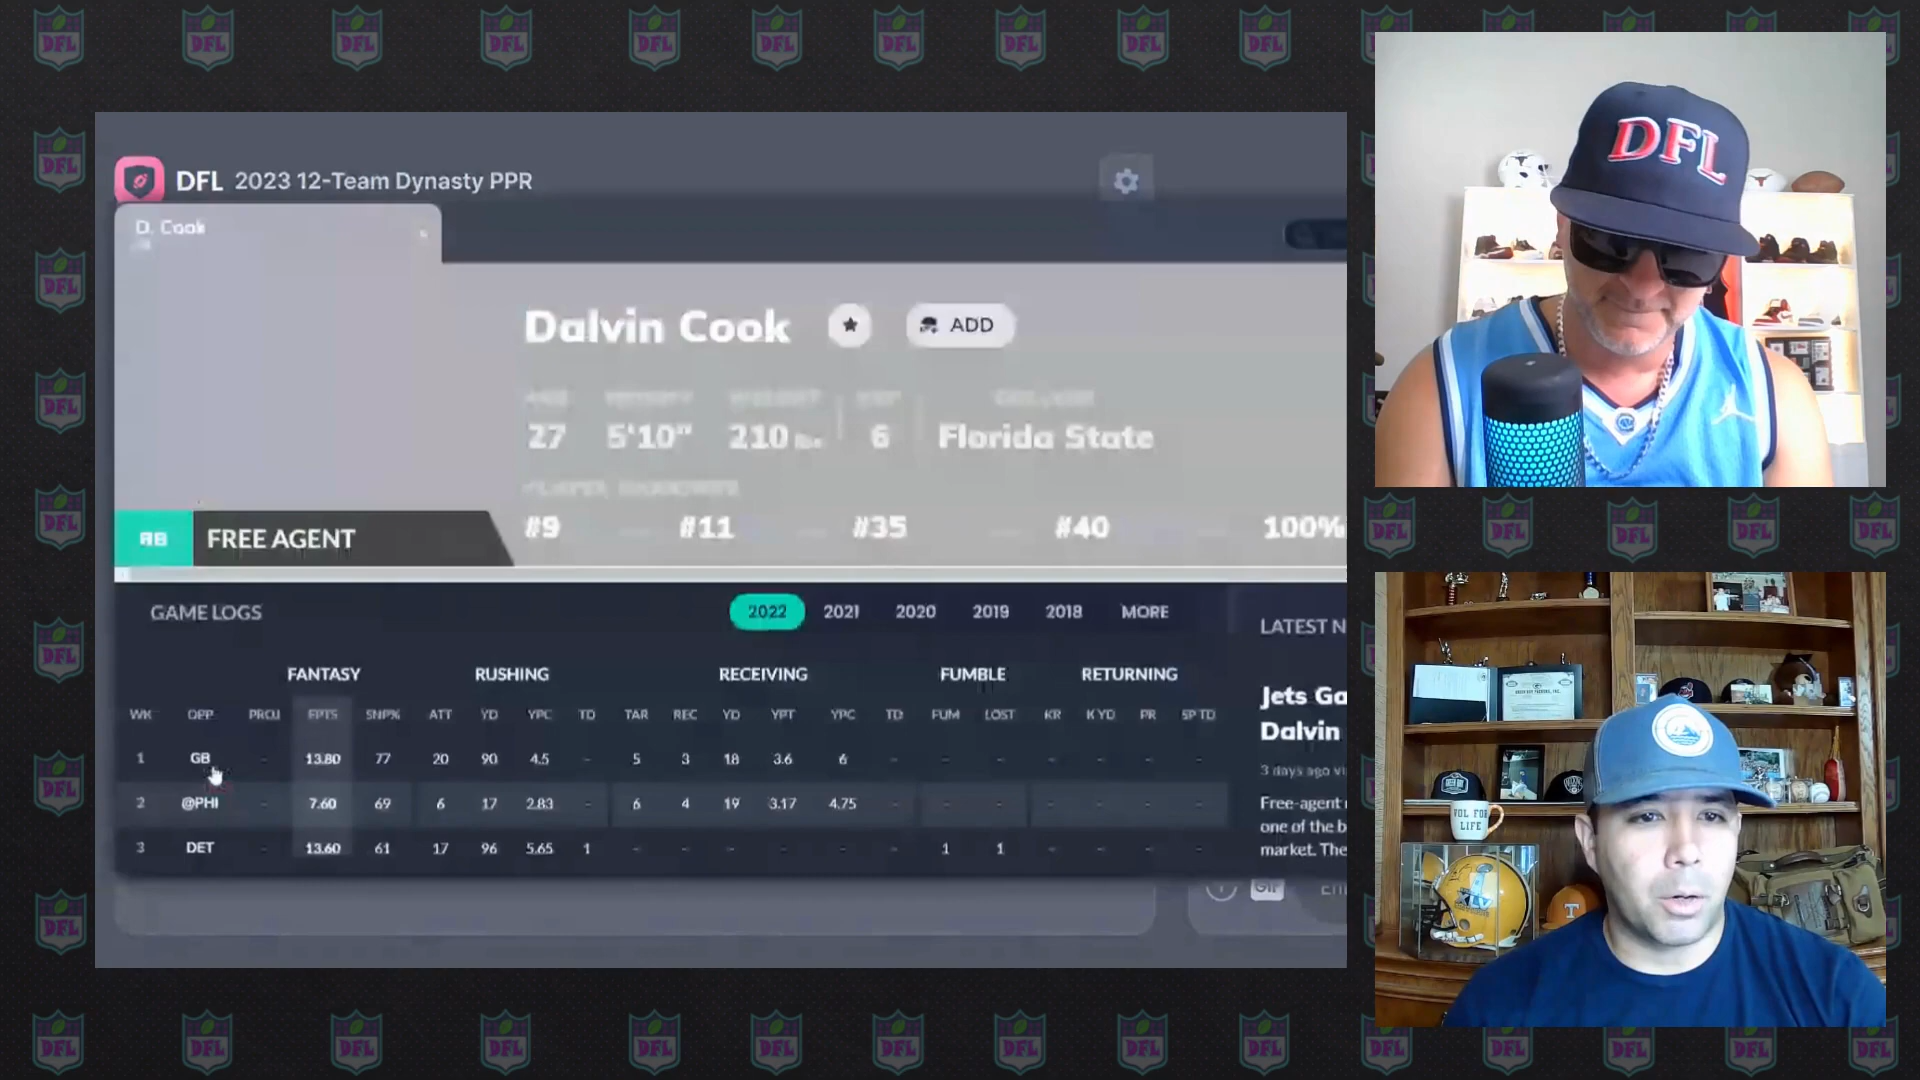 DFL 2023 12-Team Dynasty PPR
D. Cook
Dalvin Cook
ADD
27 5'10" 210 lbs. 6 Florida State
#9 #11 #35 #40 100%
RB FREE AGENT
GAME LOGS 2022 2021 2020 2019 2018 MORE
FANTASY RUSHING RECEIVING FUMBLE RETURNING
WK OPP PROJ FPTS SNP% ATT YD YPC TD TAR REC YD YPT YPC TD FUM LOST KR K YD PR SP TD
1 GB - 13.80 77 20 90 4.5 - 5 3 18 3.6 6 - - - - - - -
2 @PHI - 7.60 69 6 17 2.83 - 6 4 19 3.17 4.75 - - - - - - -
3 DET - 13.60 61 17 96 5.65 1 - - - - - - 1 1 - - - -
LATEST N
Jets Ga
Dalvin
3 days ago vi
Free-agent
one of the b
market. The
GIF
DFL
VOL FOR
LIFE
XLV
T